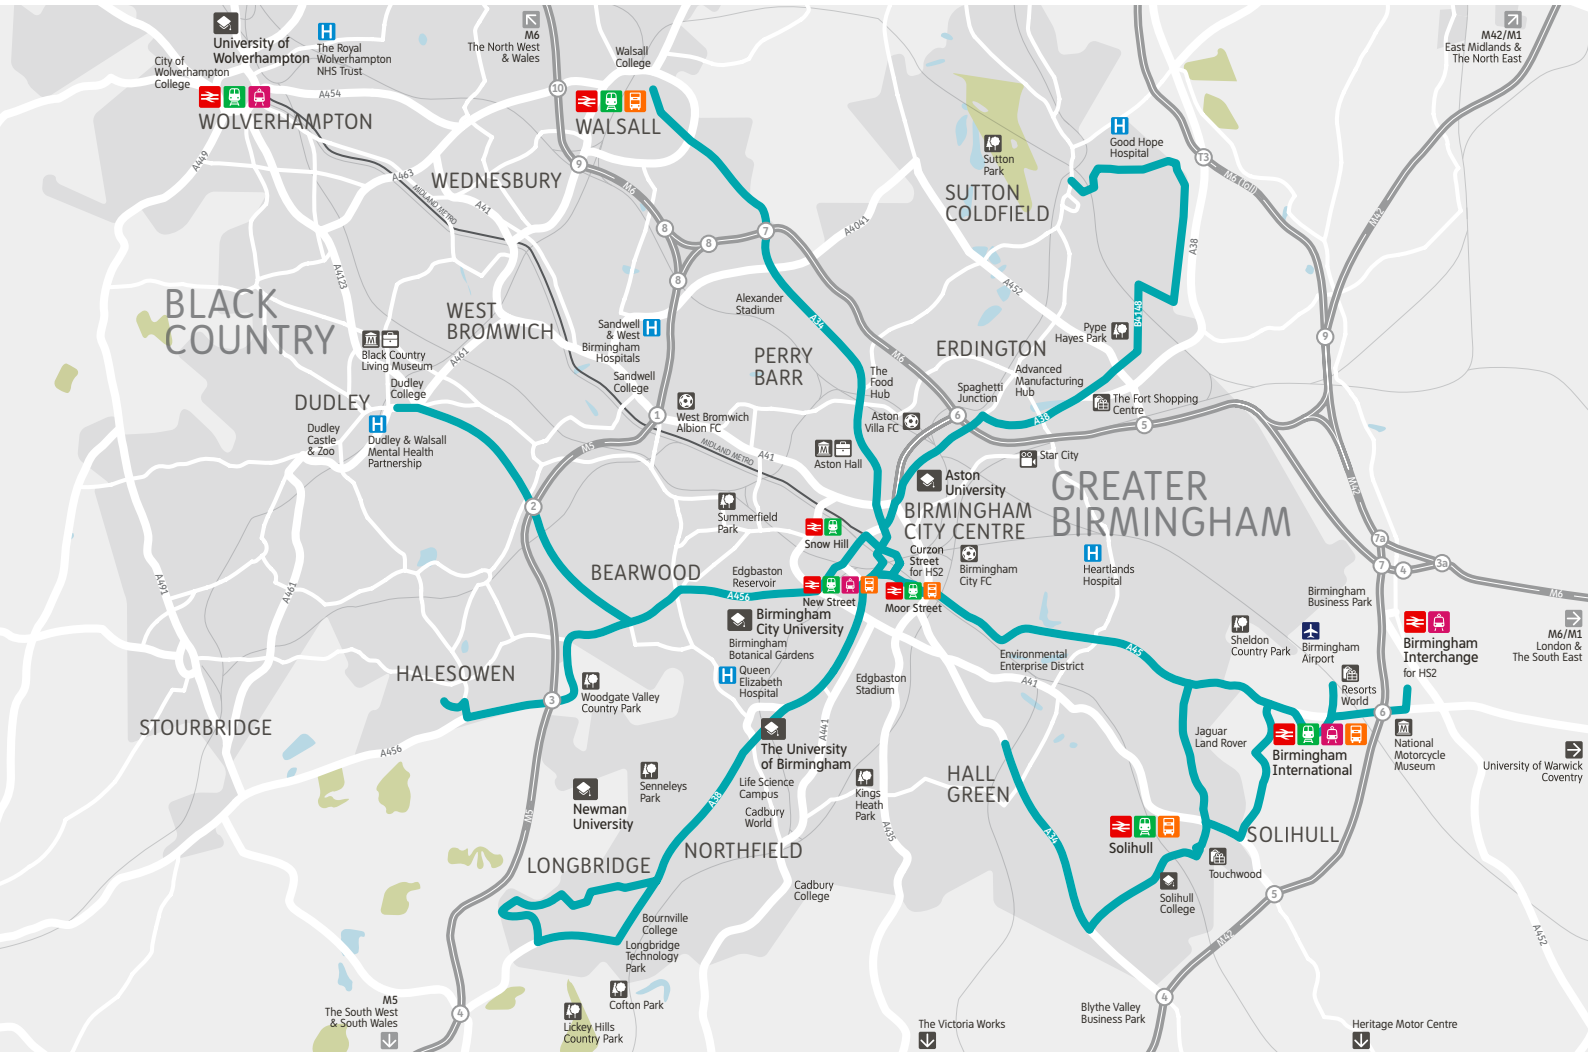 University of
Wolverhampton
The Royal
Wolverhampton
NHS Trust
City of
Wolverhampton
College
WOLVERHAMPTON
A454
A449
A463
MIDLAND METRO
A41
M6
The North West
& Wales
Walsall
College
10
WALSALL
9
M6
WEDNESBURY
8
8
8
7
A4041
Sutton
Park
SUTTON
COLDFIELD
Good Hope
Hospital
T3
M6 (Toll)
M42/M1
East Midlands &
The North East
M42
A38
A452
9
BLACK
COUNTRY
A4123
WEST
BROMWICH
A461
Black Country
Living Museum
Dudley
College
DUDLEY
Dudley
Castle
& Zoo
Dudley & Walsall
Mental Health
Partnership
Sandwell
& West
Birmingham
Hospitals
Sandwell
College
1
West Bromwich
Albion FC
MIDLAND METRO
A41
M5
2
Alexander
Stadium
A34
PERRY
BARR
M6
The
Food
Hub
Aston
Villa FC
Aston Hall
ERDINGTON
Spaghetti
Junction
6
Advanced
Manufacturing
Hub
A38
Pype
Hayes Park
B4148
The Fort Shopping
Centre
5
Star City
GREATER
BIRMINGHAM
M42
7a
7
4
3a
M6
Aston
University
BIRMINGHAM
CITY CENTRE
Summerfield
Park
Snow Hill
Curzon
Street
for HS2
Birmingham
City FC
Heartlands
Hospital
BEARWOOD
Edgbaston
Reservoir
A456
New Street
Moor Street
Birmingham
City University
Birmingham
Botanical Gardens
Queen
Elizabeth
Hospital
Edgbaston
Stadium
Environmental
Enterprise District
A41
A45
Birmingham
Business Park
Sheldon
Country Park
Birmingham
Airport
Birmingham
Interchange
for HS2
M6/M1
London &
The South East
Resorts
World
6
National
Motorcycle
Museum
Birmingham
International
Jaguar
Land Rover
University of Warwick
Coventry
A491
A461
HALESOWEN
3
Woodgate Valley
Country Park
STOURBRIDGE
A456
M5
The University
of Birmingham
A441
Life Science
Campus
Cadbury
World
Kings
Heath
Park
A435
Senneleys
Park
Newman
University
A38
LONGBRIDGE
NORTHFIELD
HALL
GREEN
A34
Solihull
SOLIHULL
Touchwood
Solihull
College
5
M42
A452
Cadbury
College
Bournville
College
Longbridge
Technology
Park
Cofton Park
Lickey Hills
Country Park
M5
The South West
& South Wales
4
The Victoria Works
Blythe Valley
Business Park
4
Heritage Motor Centre